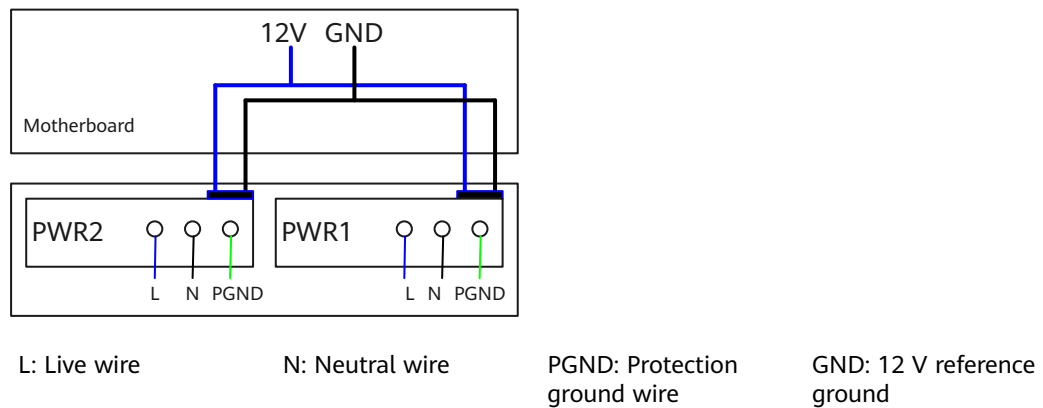 12V GND
Motherboard
PWR2
PWR1
L N PGND
L N PGND
L: Live wire
N: Neutral wire
PGND: Protection
ground wire
GND: 12 V reference
ground